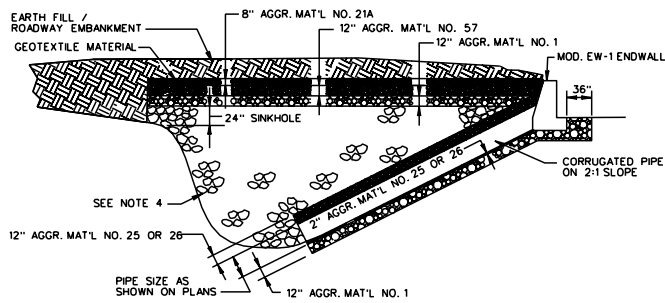 EARTH FILL /
ROADWAY EMBANKMENT
8" AGGR. MAT'L NO. 21A
12" AGGR. MAT'L NO. 57
12" AGGR. MAT'L NO. 1
GEOTEXTILE MATERIAL
MOD. EW-1 ENDWALL
36"
24" SINKHOLE
CORRUGATED PIPE
ON 2:1 SLOPE
2" AGGR. MAT'L NO. 25 OR 26
SEE NOTE 4
12" AGGR. MAT'L NO. 25 OR 26
PIPE SIZE AS
SHOWN ON PLANS
12" AGGR. MAT'L NO. 1